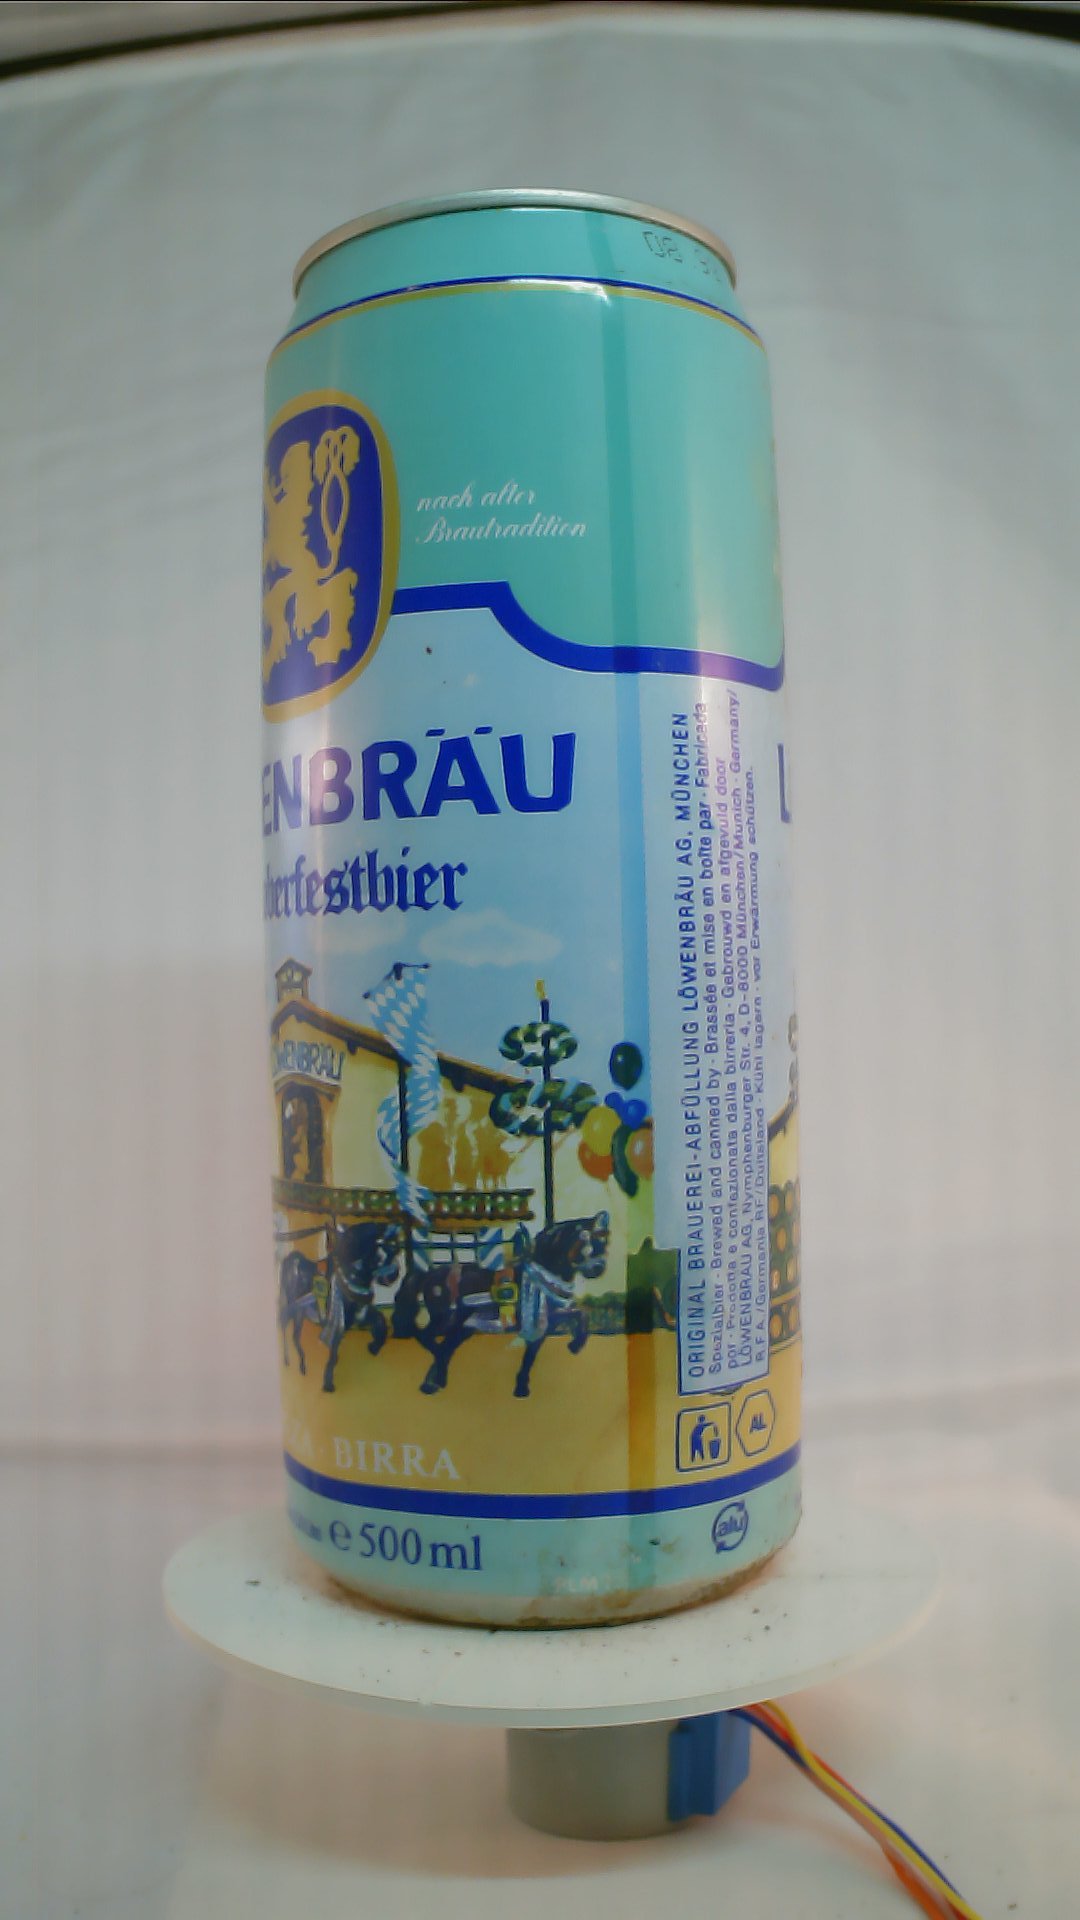 nach alter
Brautradition
ENBRÄU
berfestbier
WENBRÄU
BIRRA
e 500 ml
ORIGINAL BRAUEREI-ABFÜLLUNG LÖWENBRÄU AG, MÜNCHEN
Spezialbier · Brewed and canned by · Brassée et mise en boîte par · Fabricada
por · Prodotta e confezionata dalla birreria · Gebrouwd en afgevuld door
LÖWENBRÄU AG, Nymphenburger Str. 4, D-8000 München/Munich · Germany/
R.F.A./Germania RF/Duitsland · Kühl lagern · vor Erwärmung schützen.
AL
alu